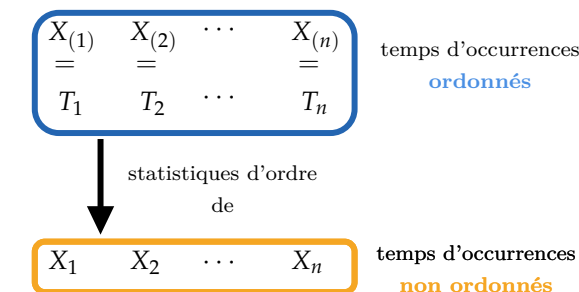 X(1) X(2) ⋯ X(n)
= = =
T1 T2 ⋯ Tn
temps d'occurrences
ordonnés
statistiques d'ordre
de
X1 X2 ⋯ Xn
temps d'occurrences
non ordonnés